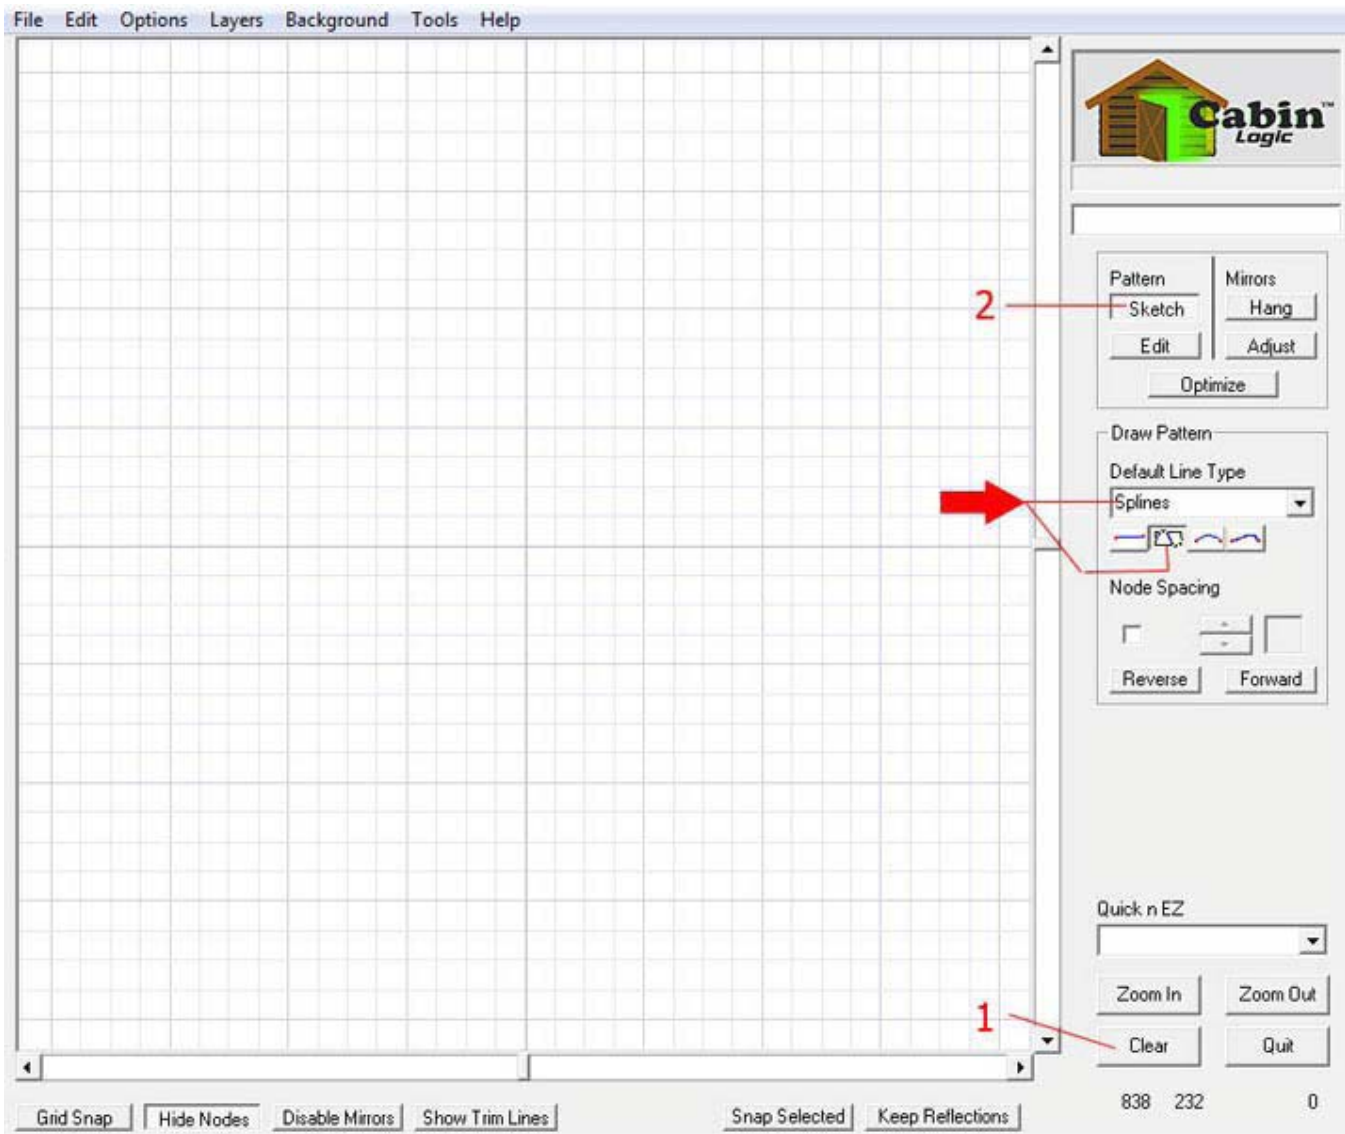 File Edit Options Layers Background Tools Help
Cabin™
Logic
Pattern Mirrors
2 Sketch Hang
Edit Adjust
Optimize
Draw Pattern
Default Line Type
Splines
Node Spacing
Reverse Forward
Quick n EZ
Zoom In Zoom Out
1 Clear Quit
838 232 0
Grid Snap Hide Nodes Disable Mirrors Show Trim Lines Snap Selected Keep Reflections